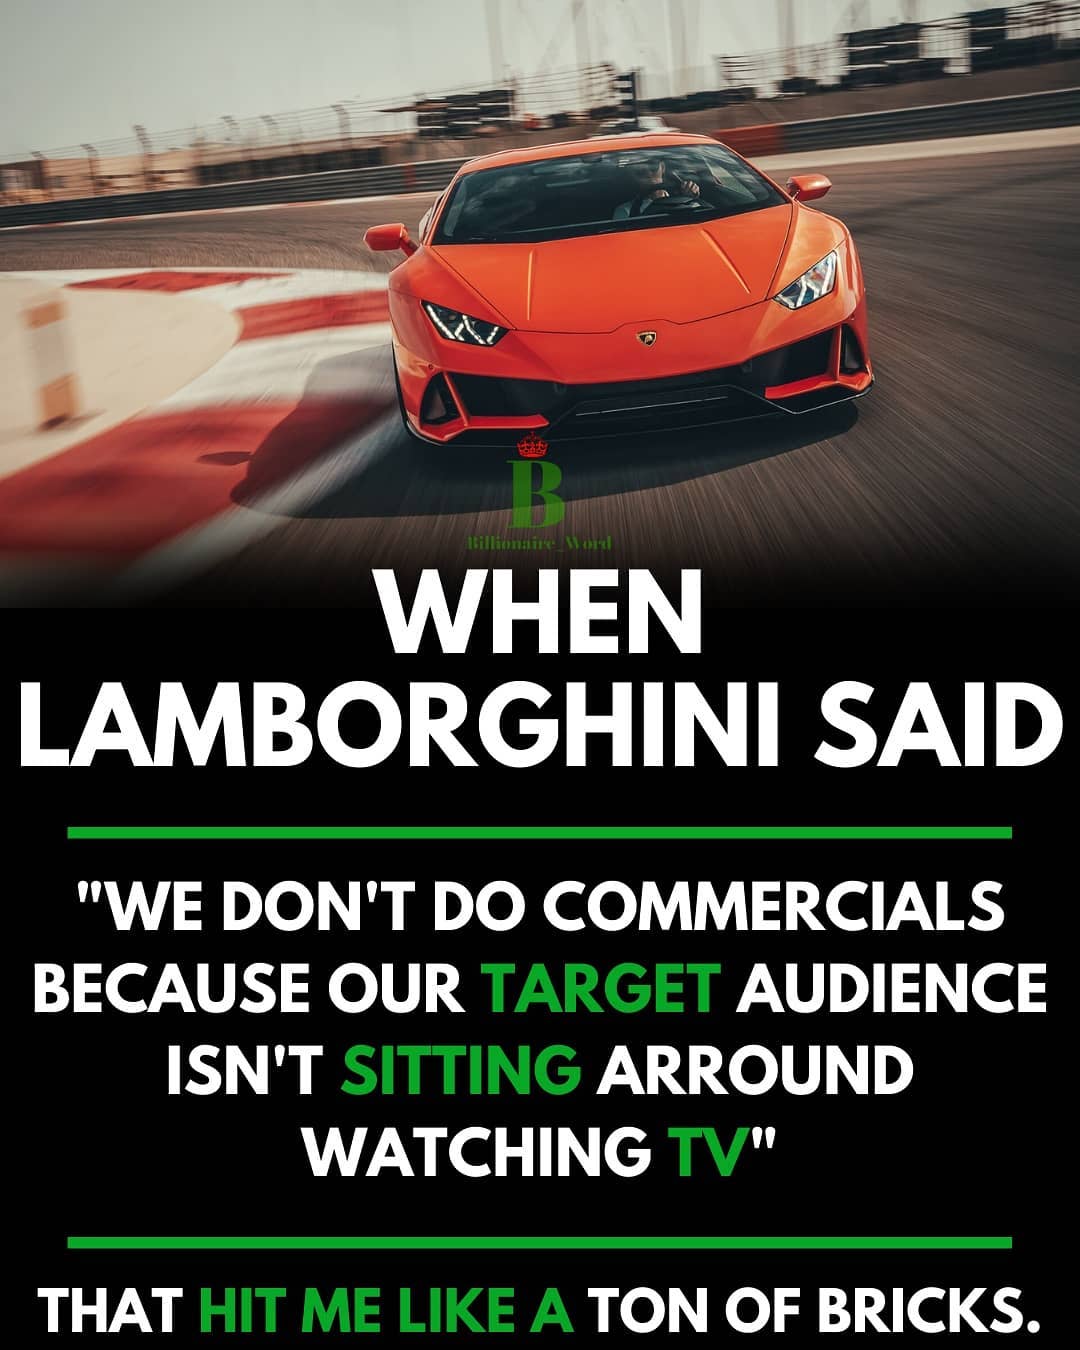 B
Billionaire_Word
WHEN
LAMBORGHINI SAID
"WE DON'T DO COMMERCIALS
BECAUSE OUR TARGET AUDIENCE
ISN'T SITTING ARROUND
WATCHING TV"
THAT HIT ME LIKE A TON OF BRICKS.